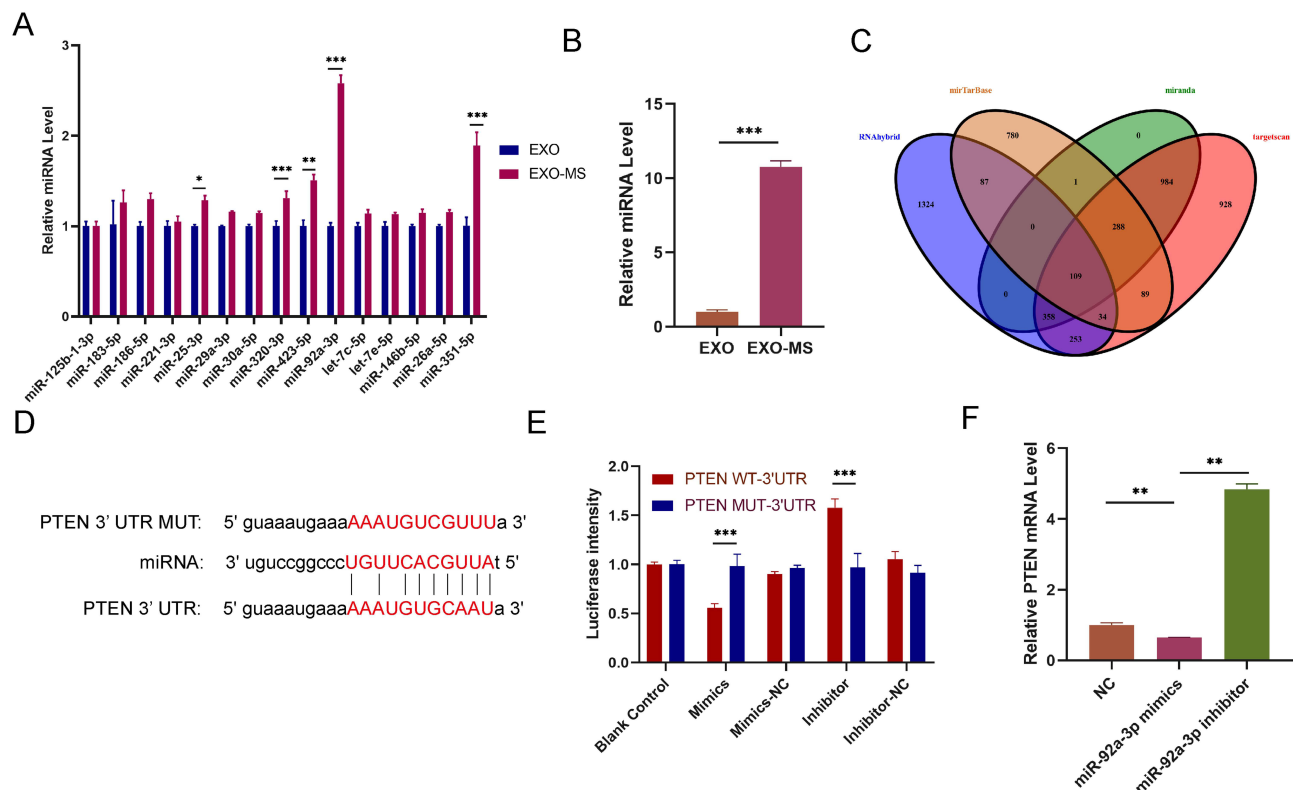 A
Relative miRNA Level
3
2
1
0
***
***
*
***
**
EXO
EXO-MS
miR-125b-1-3p
miR-183-5p
miR-186-5p
miR-221-3p
miR-25-3p
miR-29a-3p
miR-30a-5p
miR-320-3p
miR-423-5p
miR-92a-3p
let-7c-5p
let-7e-5p
miR-146b-5p
miR-26a-5p
miR-351-5p
B
Relative miRNA Level
15
10
5
0
***
EXO EXO-MS
C
mirTarBase miranda
RNAhybrid targetscan
780 0
87 1 984
1324 928
0 288
109
0 89
358 34
253
D
PTEN 3' UTR MUT: 5' guaaaugaaaAAAUGUCGUUUa 3'
miRNA: 3' uguccggcccUGUUCACGUUAt 5'
PTEN 3' UTR: 5' guaaaugaaaAAAUGUGCAAUa 3'
E
Luciferase intensity
2.0
1.5
1.0
0.5
0.0
PTEN WT-3'UTR
PTEN MUT-3'UTR
***
***
Blank Control
Mimics
Mimics-NC
Inhibitor
Inhibitor-NC
F
Relative PTEN mRNA Level
6
4
2
0
**
**
NC
miR-92a-3p mimics
miR-92a-3p inhibitor